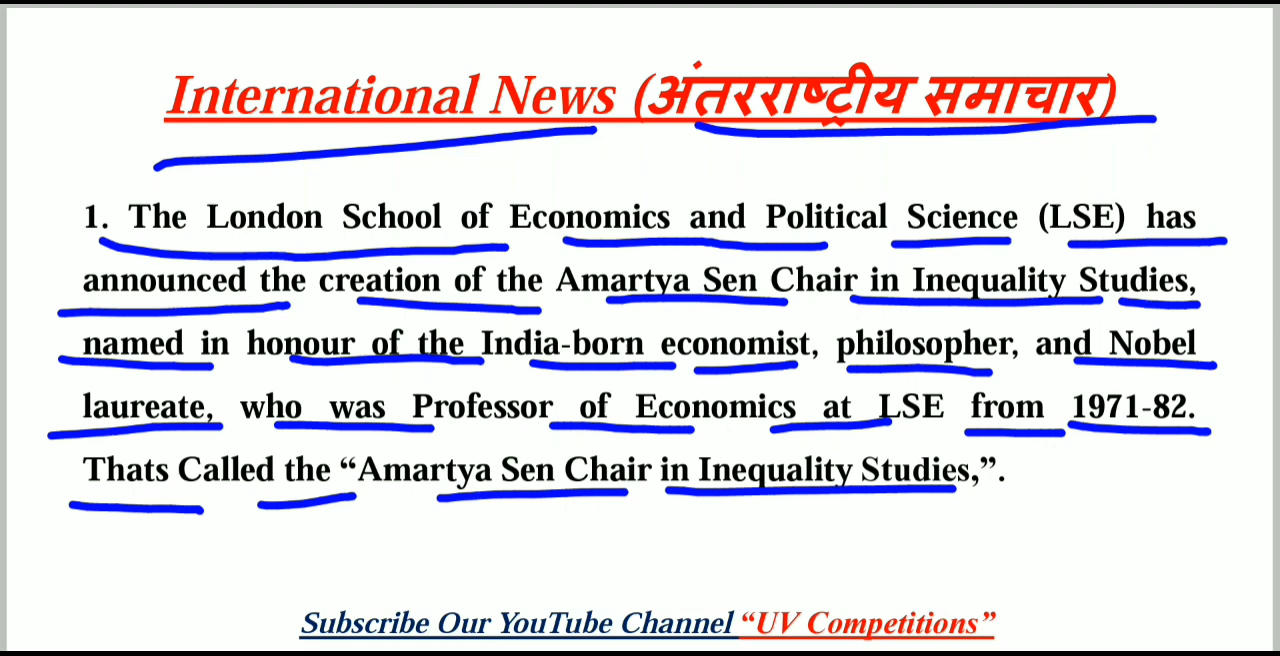 International News (अंतरराष्ट्रीय समाचार)
1. The London School of Economics and Political Science (LSE) has
announced the creation of the Amartya Sen Chair in Inequality Studies,
named in honour of the India-born economist, philosopher, and Nobel
laureate, who was Professor of Economics at LSE from 1971-82.
Thats Called the “Amartya Sen Chair in Inequality Studies,”.
Subscribe Our YouTube Channel “UV Competitions”